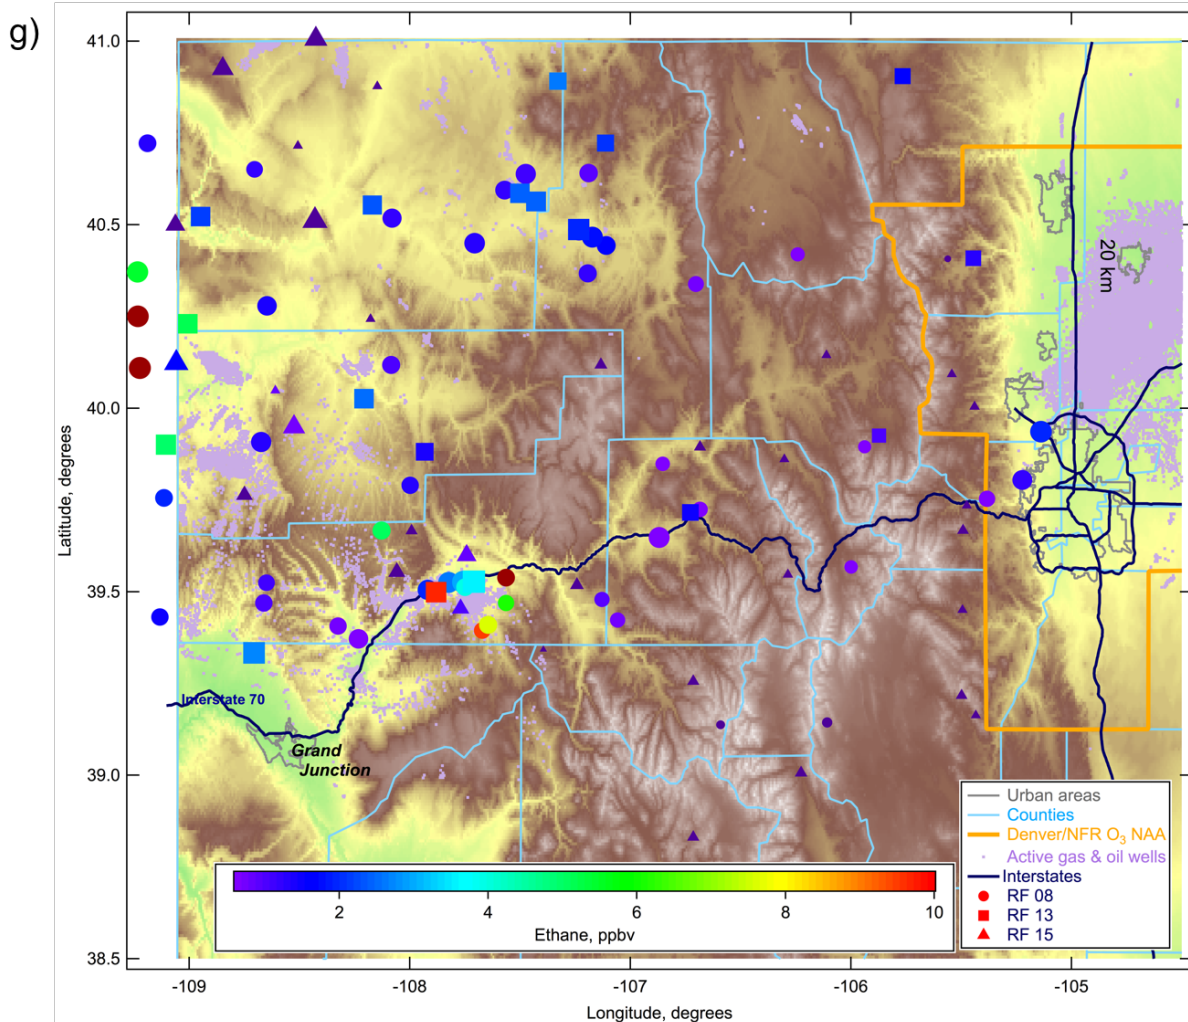 g)
41.0
40.5
40.0
39.5
39.0
38.5
Latitude, degrees
20 km
Interstate 70
Grand
Junction
Urban areas
Counties
Denver/NFR O3 NAA
Active gas & oil wells
Interstates
RF 08
RF 13
RF 15
2 4 6 8 10
Ethane, ppbv
-109 -108 -107 -106 -105
Longitude, degrees